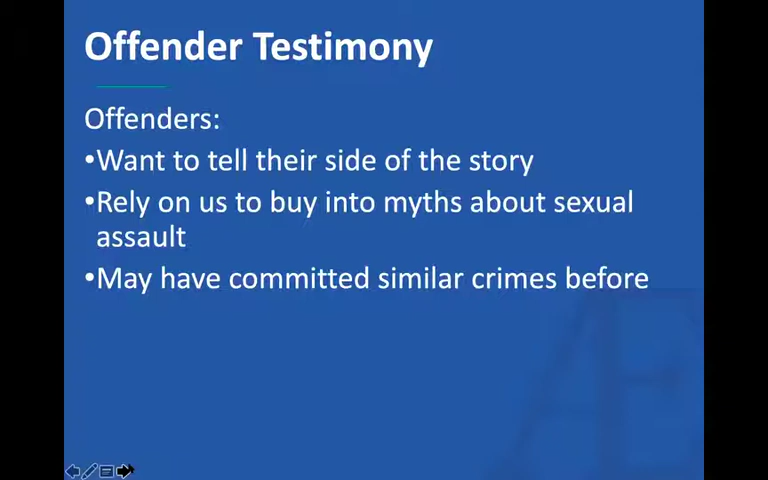 Offender Testimony
Offenders:
•Want to tell their side of the story
•Rely on us to buy into myths about sexual
assault
•May have committed similar crimes before